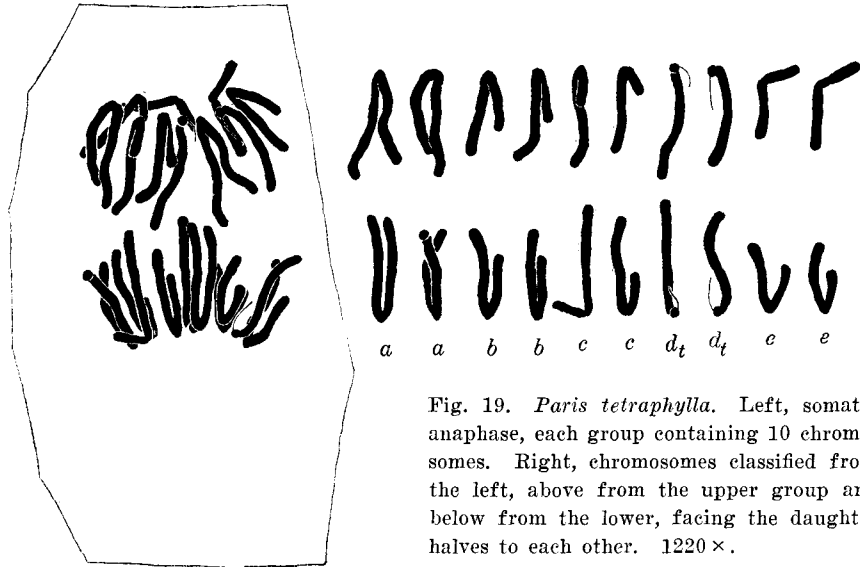 a a b b c c dt dt e e
Fig. 19. Paris tetraphylla. Left, somat
anaphase, each group containing 10 chrom
somes. Right, chromosomes classified fro
the left, above from the upper group ar
below from the lower, facing the daught
halves to each other. 1220 ×.